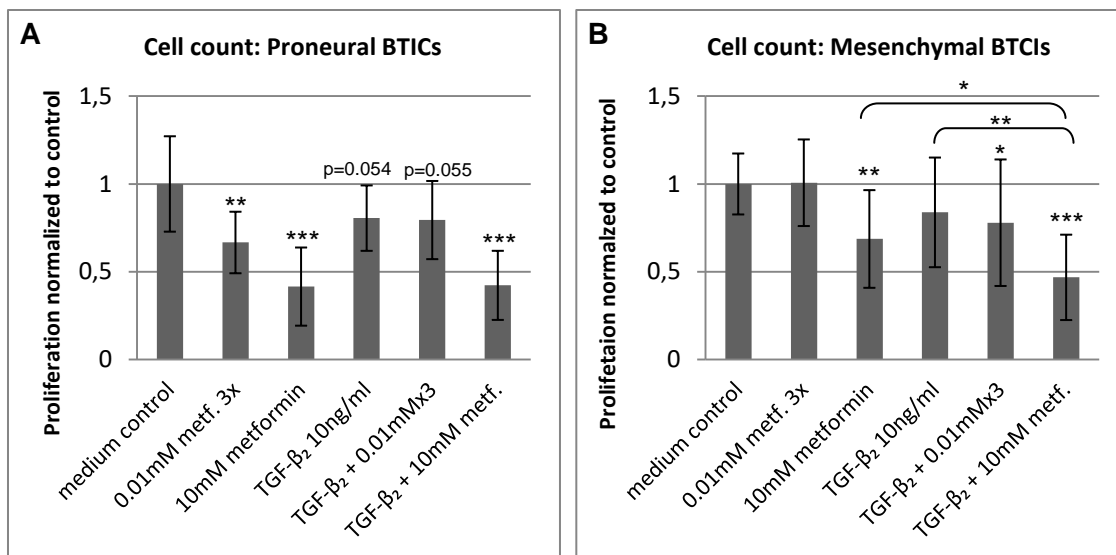 A
Cell count: Proneural BTICs
Proliferation normalized to control
1,5
1
0,5
0
**
***
p=0.054
p=0.055
***
medium control
0.01mM metf. 3x
10mM metformin
TGF-β₂ 10ng/ml
TGF-β₂ + 0.01mMx3
TGF-β₂ + 10mM metf.
B
Cell count: Mesenchymal BTCIs
Prolifetaion normalzed to control
1,5
1
0,5
0
*
**
**
*
***
medium control
0.01mM metf. 3x
10mM metformin
TGF-β₂ 10ng/ml
TGF-β₂ + 0.01mMx3
TGF-β₂ + 10mM metf.